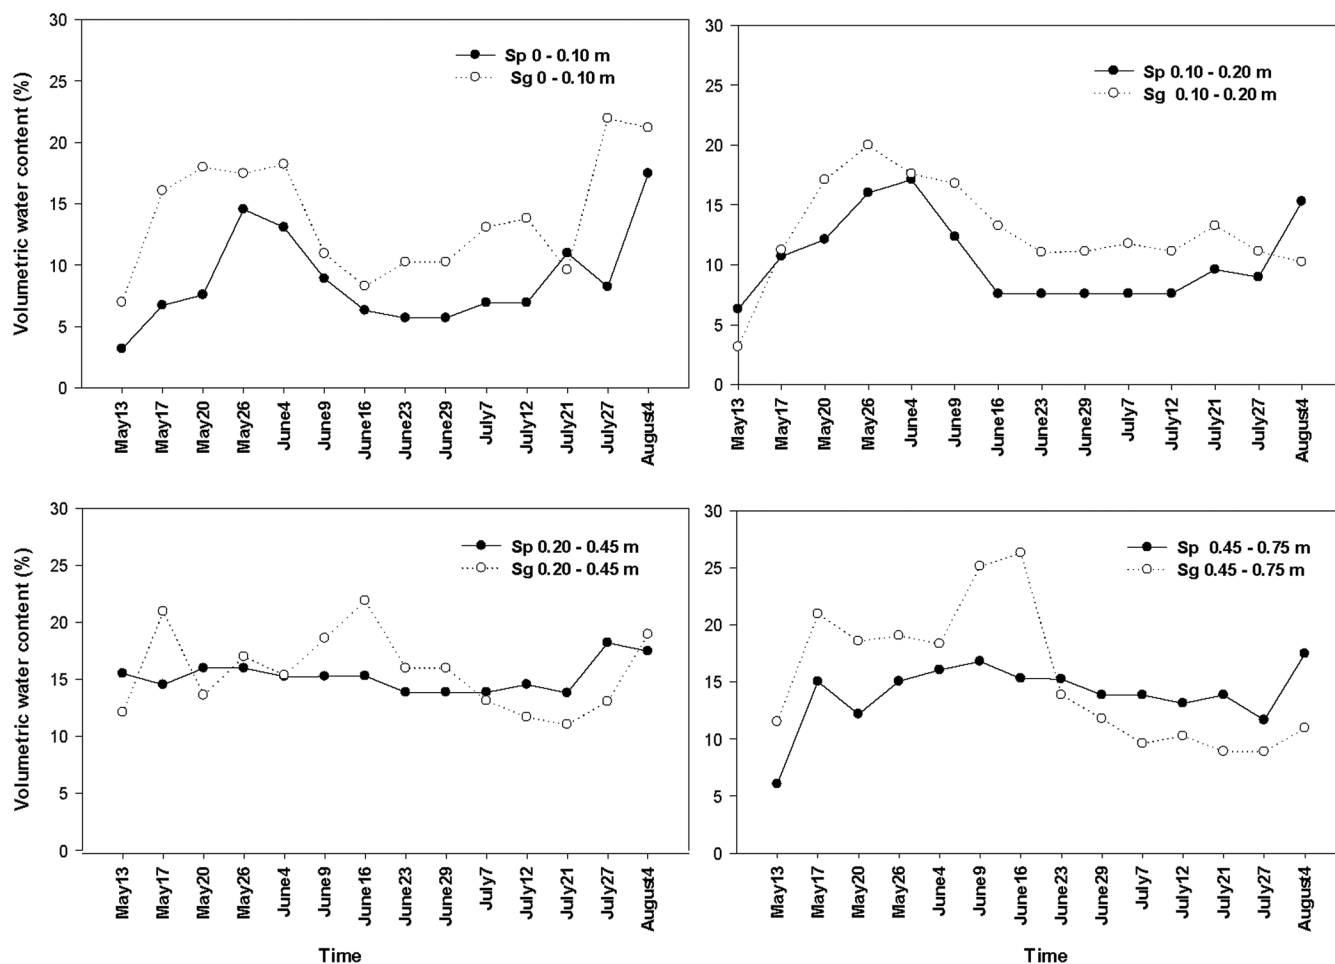 30
25
20
15
10
5
0
Volumetric water content (%)
Sp 0 - 0.10 m
Sg 0 - 0.10 m
May13
May17
May20
May26
June4
June9
June16
June23
June29
July7
July12
July21
July27
August4
30
25
20
15
10
5
0
Sp 0.10 - 0.20 m
Sg 0.10 - 0.20 m
May13
May17
May20
May26
June4
June9
June16
June23
June29
July7
July12
July21
July27
August4
30
25
20
15
10
5
0
Volumetric water content (%)
Sp 0.20 - 0.45 m
Sg 0.20 - 0.45 m
May13
May17
May20
May26
June4
June9
June16
June23
June29
July7
July12
July21
July27
August4
Time
30
25
20
15
10
5
0
Sp 0.45 - 0.75 m
Sg 0.45 - 0.75 m
May13
May17
May20
May26
June4
June9
June16
June23
June29
July7
July12
July21
July27
August4
Time